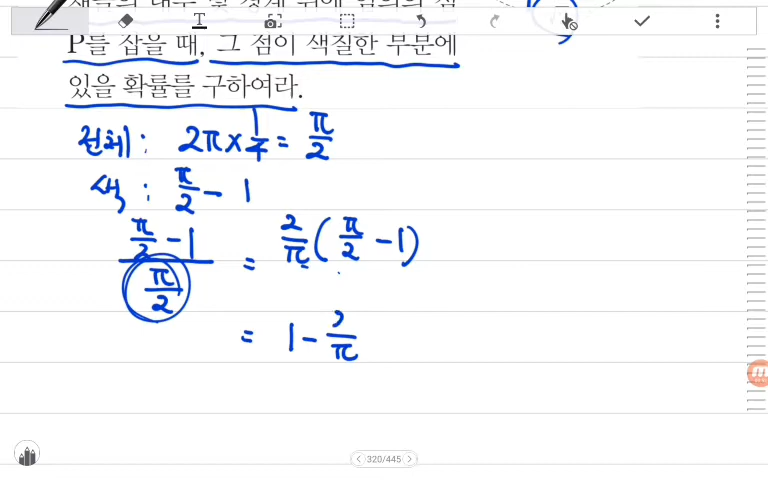 P를 잡을 때, 그 점이 색질한 부분에
있을 확률를 구하여라.
전체 : 2π × 1/4 = π/2
색 : π/2 - 1
(π/2 - 1)/(π/2) = 2/π (π/2 - 1)
= 1 - 2/π
320/445